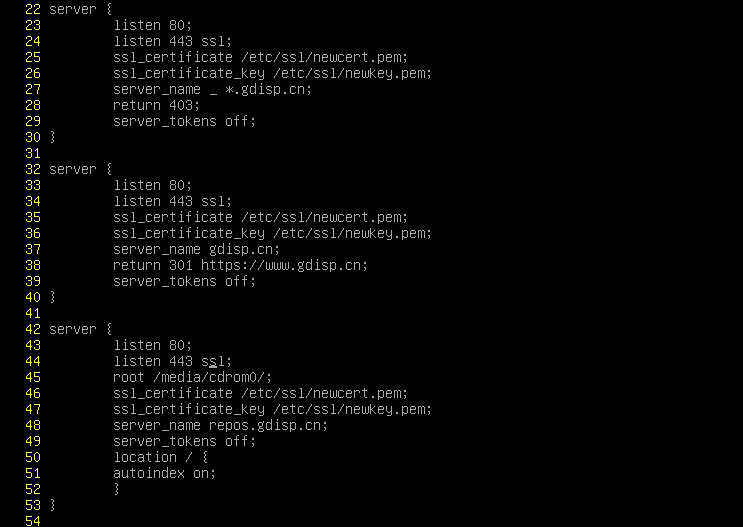 22 server {
23         listen 80;
24         listen 443 ssl;
25         ssl_certificate /etc/ssl/newcert.pem;
26         ssl_certificate_key /etc/ssl/newkey.pem;
27         server_name _ *.gdisp.cn;
28         return 403;
29         server_tokens off;
30 }
31
32 server {
33         listen 80;
34         listen 443 ssl;
35         ssl_certificate /etc/ssl/newcert.pem;
36         ssl_certificate_key /etc/ssl/newkey.pem;
37         server_name gdisp.cn;
38         return 301 https://www.gdisp.cn;
39         server_tokens off;
40 }
41
42 server {
43         listen 80;
44         listen 443 ssl;
45         root /media/cdrom0/;
46         ssl_certificate /etc/ssl/newcert.pem;
47         ssl_certificate_key /etc/ssl/newkey.pem;
48         server_name repos.gdisp.cn;
49         server_tokens off;
50         location / {
51         autoindex on;
52         }
53 }
54